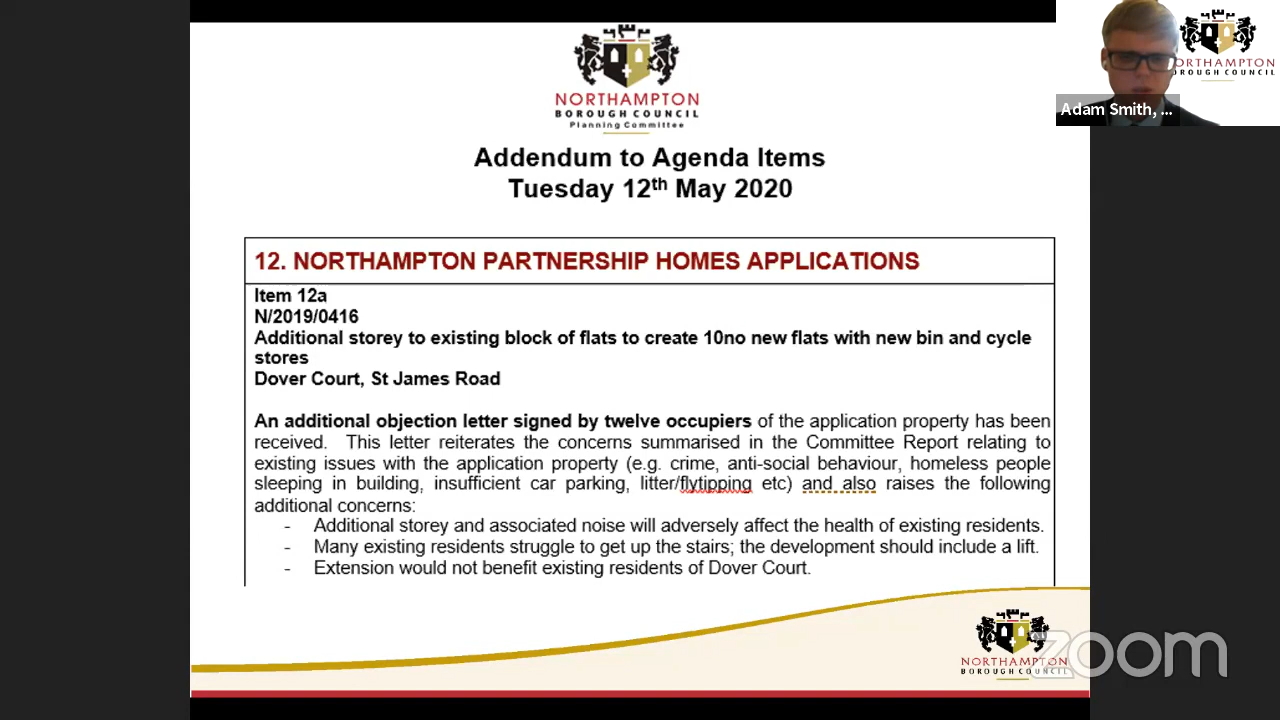 NORTHAMPTON
BOROUGH COUNCIL
Planning Committee
NORTHAMPTON
BOROUGH COUNCIL
Adam Smith, ...
Addendum to Agenda Items
Tuesday 12th May 2020
12. NORTHAMPTON PARTNERSHIP HOMES APPLICATIONS
Item 12a
N/2019/0416
Additional storey to existing block of flats to create 10no new flats with new bin and cycle
stores
Dover Court, St James Road
An additional objection letter signed by twelve occupiers of the application property has been
received. This letter reiterates the concerns summarised in the Committee Report relating to
existing issues with the application property (e.g. crime, anti-social behaviour, homeless people
sleeping in building, insufficient car parking, litter/flytipping etc) and also raises the following
additional concerns:
- Additional storey and associated noise will adversely affect the health of existing residents.
- Many existing residents struggle to get up the stairs; the development should include a lift.
- Extension would not benefit existing residents of Dover Court.
NORTHAMPTON
BOROUGH COUNCIL
zoom